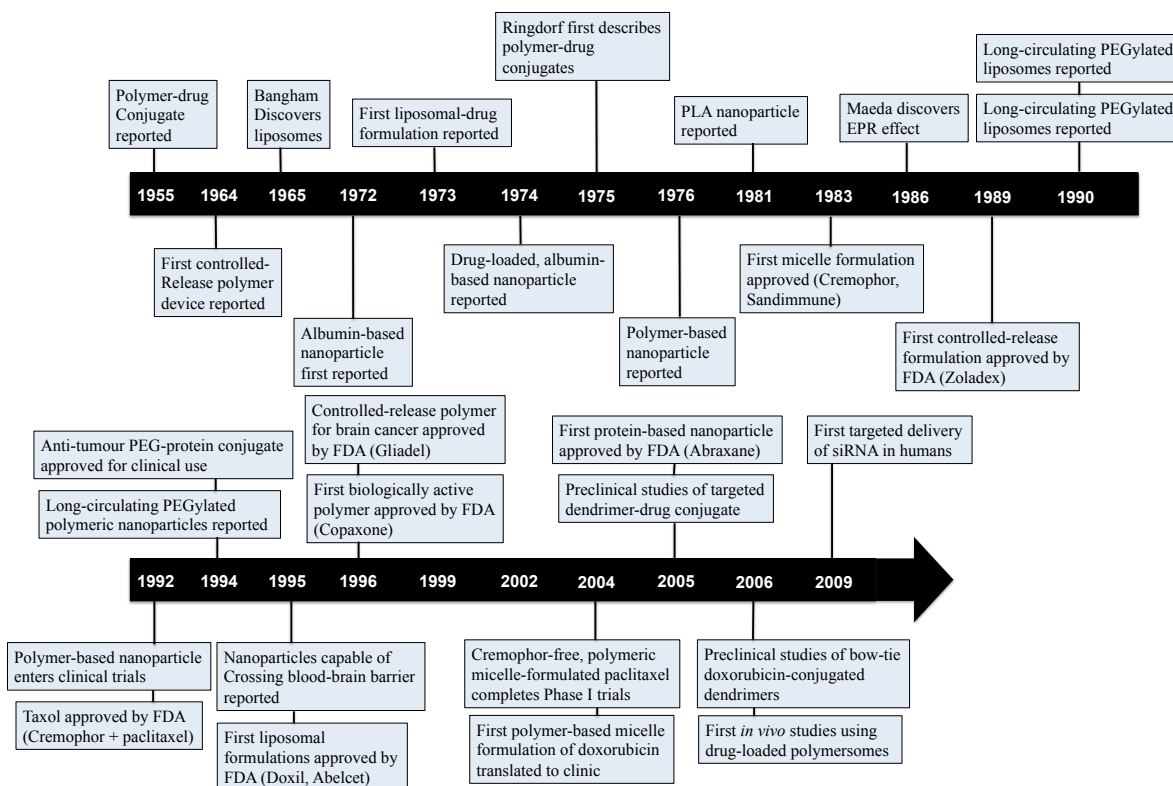 Ringdorf first describes
polymer-drug
conjugates
Long-circulating PEGylated
liposomes reported
Polymer-drug
Conjugate
reported
Bangham
Discovers
liposomes
First liposomal-drug
formulation reported
PLA nanoparticle
reported
Maeda discovers
EPR effect
Long-circulating PEGylated
liposomes reported
1955 1964 1965 1972 1973 1974 1975 1976 1981 1983 1986 1989 1990
First controlled-
Release polymer
device reported
Albumin-based
nanoparticle
first reported
Drug-loaded, albumin-
based nanoparticle
reported
Polymer-based
nanoparticle
reported
First micelle formulation
approved (Cremophor,
Sandimmune)
First controlled-release
formulation approved by
FDA (Zoladex)
Anti-tumour PEG-protein conjugate
approved for clinical use
Long-circulating PEGylated
polymeric nanoparticles reported
Controlled-release polymer
for brain cancer approved
by FDA (Gliadel)
First biologically active
polymer approved by FDA
(Copaxone)
First protein-based nanoparticle
approved by FDA (Abraxane)
Preclinical studies of targeted
dendrimer-drug conjugate
First targeted delivery
of siRNA in humans
1992 1994 1995 1996 1999 2002 2004 2005 2006 2009
Polymer-based nanoparticle
enters clinical trials
Taxol approved by FDA
(Cremophor + paclitaxel)
Nanoparticles capable of
Crossing blood-brain barrier
reported
First liposomal
formulations approved by
FDA (Doxil, Abelcet)
Cremophor-free, polymeric
micelle-formulated paclitaxel
completes Phase I trials
First polymer-based micelle
formulation of doxorubicin
translated to clinic
Preclinical studies of bow-tie
doxorubicin-conjugated
dendrimers
First in vivo studies using
drug-loaded polymersomes